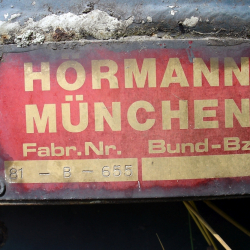 HÖRMANN
MÜNCHEN
Fabr.Nr. Bund-Bz
81-B-655